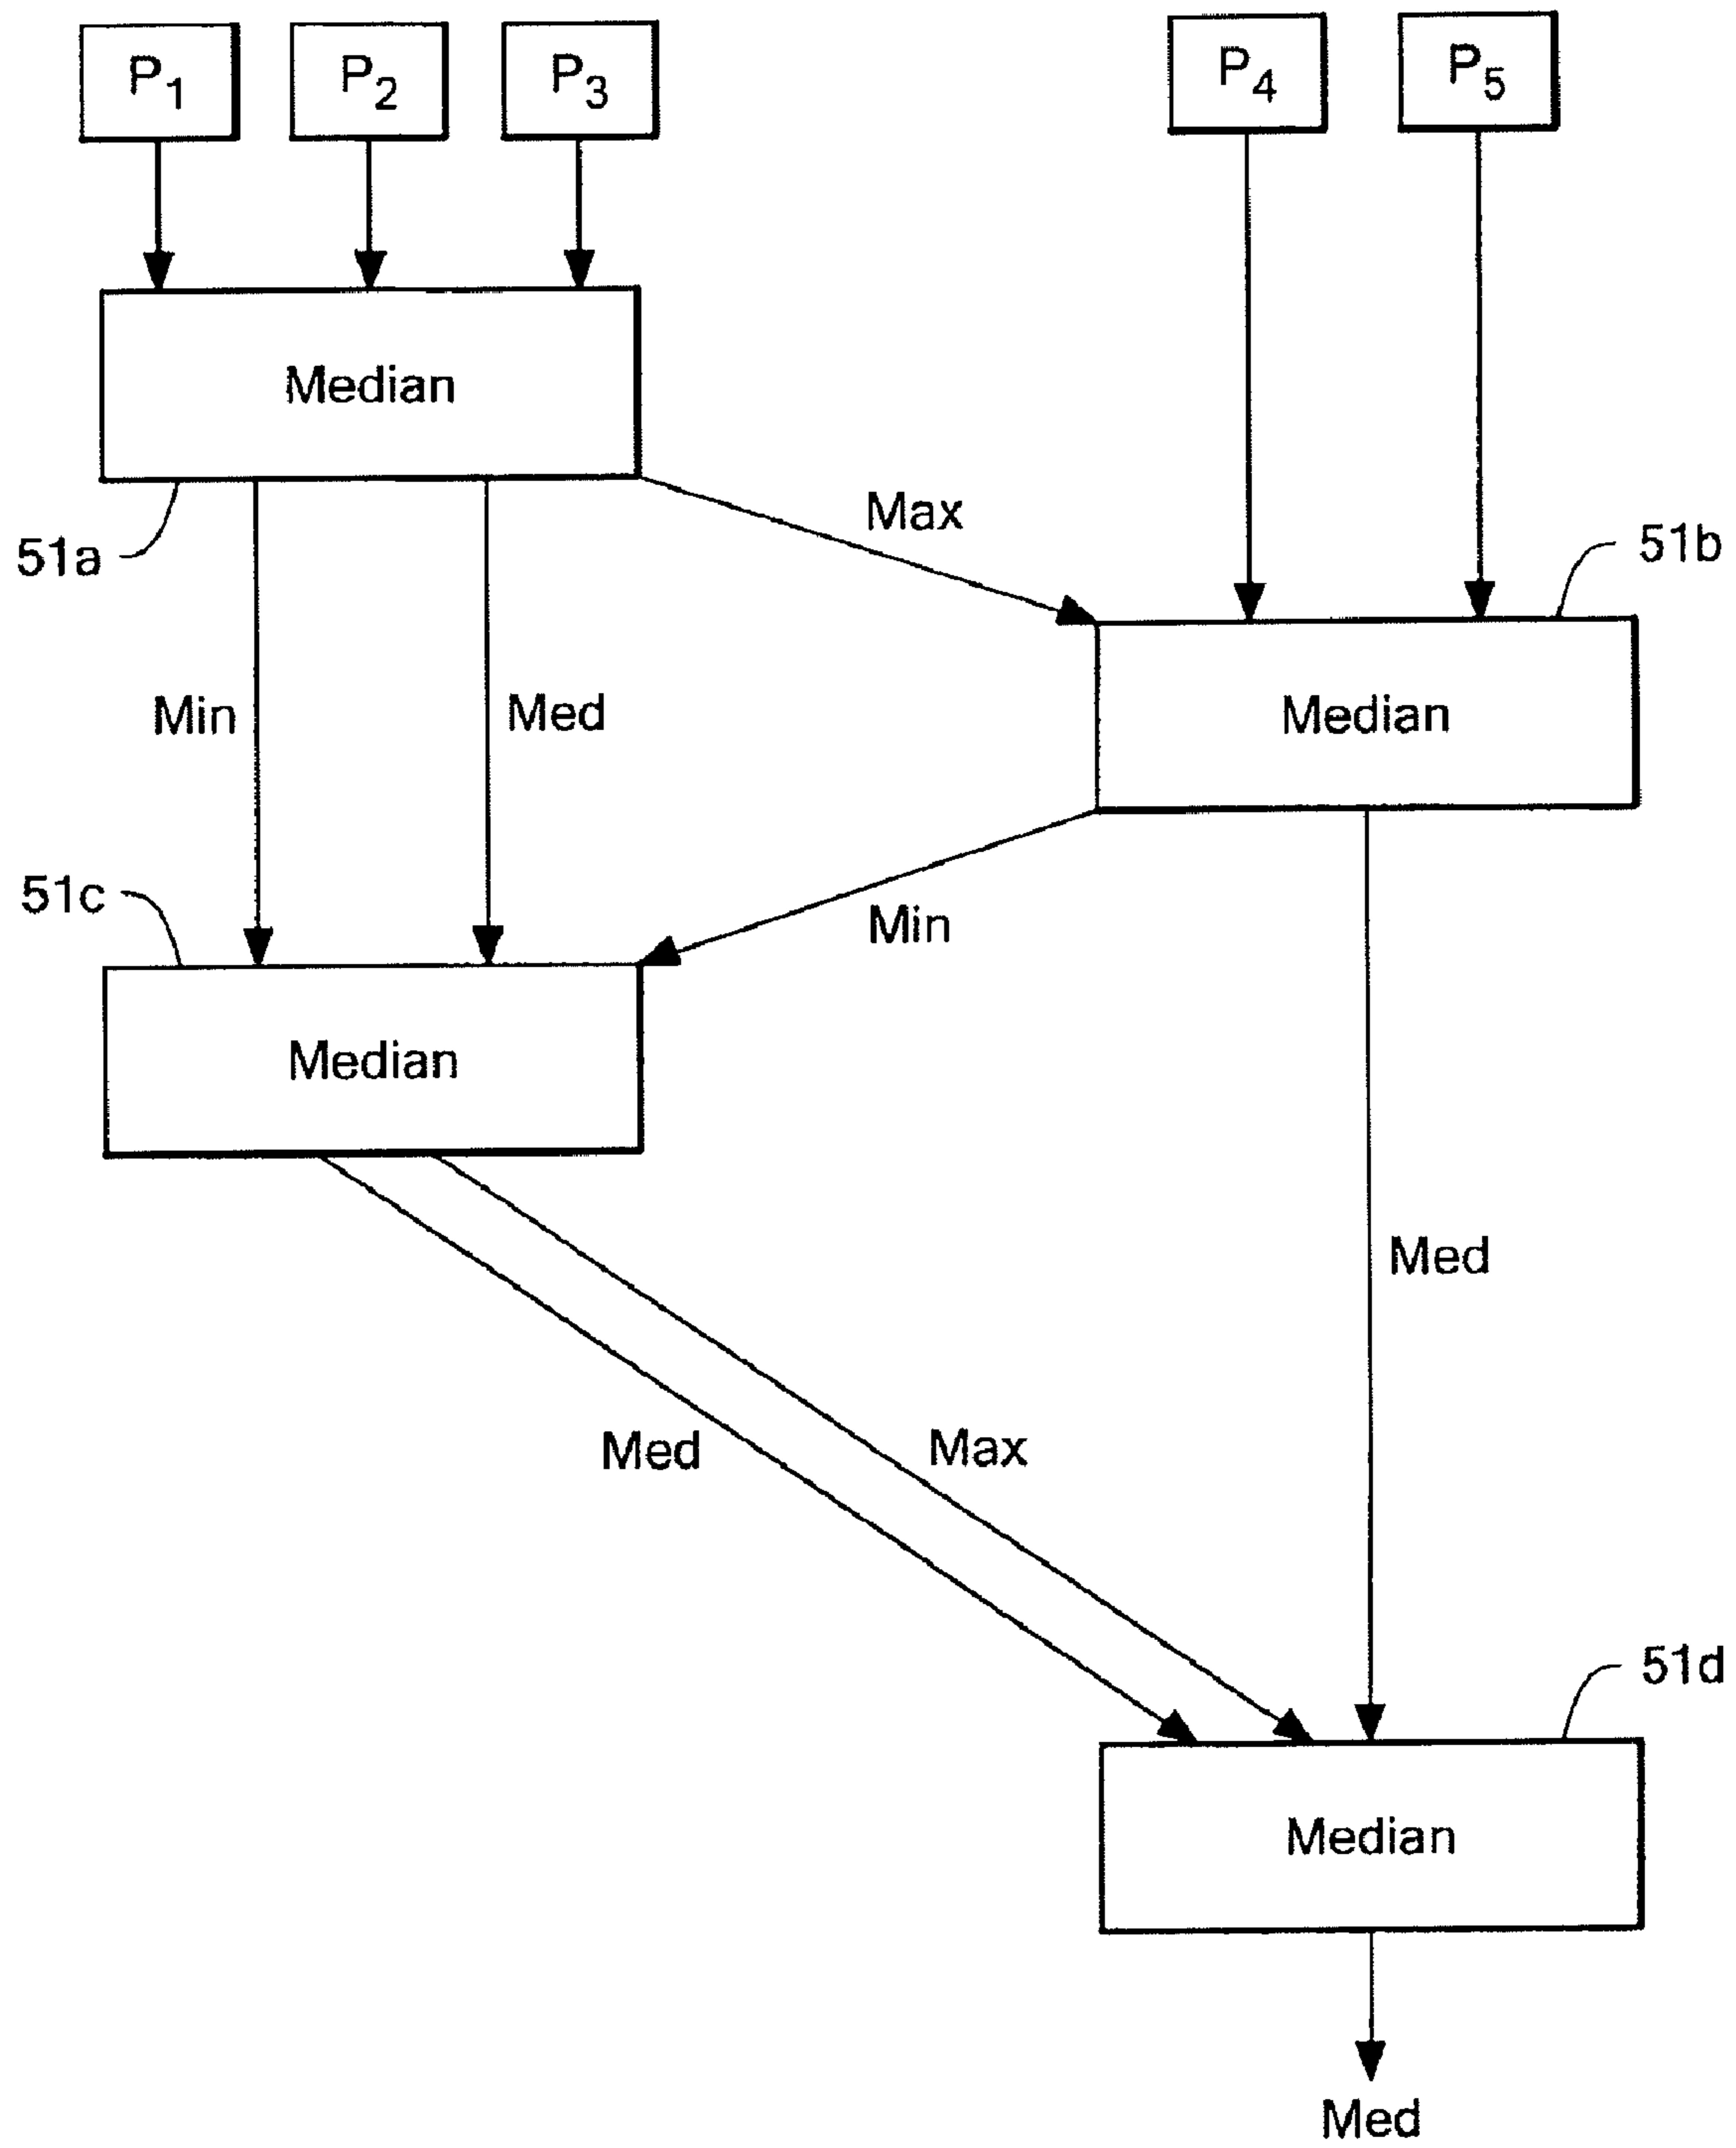 P1 P2 P3 P4 P5
Median
51a
Max
51b
Min Med Median
51c
Min
Median
Med
Med Max
51d
Median
Med